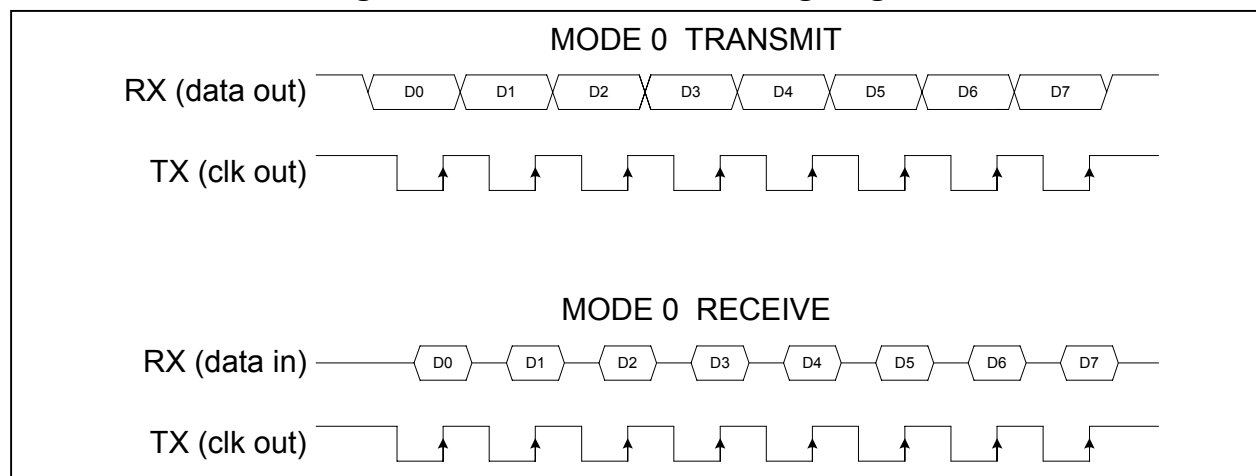 MODE 0 TRANSMIT
RX (data out) D0 D1 D2 D3 D4 D5 D6 D7
TX (clk out)
MODE 0 RECEIVE
RX (data in) D0 D1 D2 D3 D4 D5 D6 D7
TX (clk out)